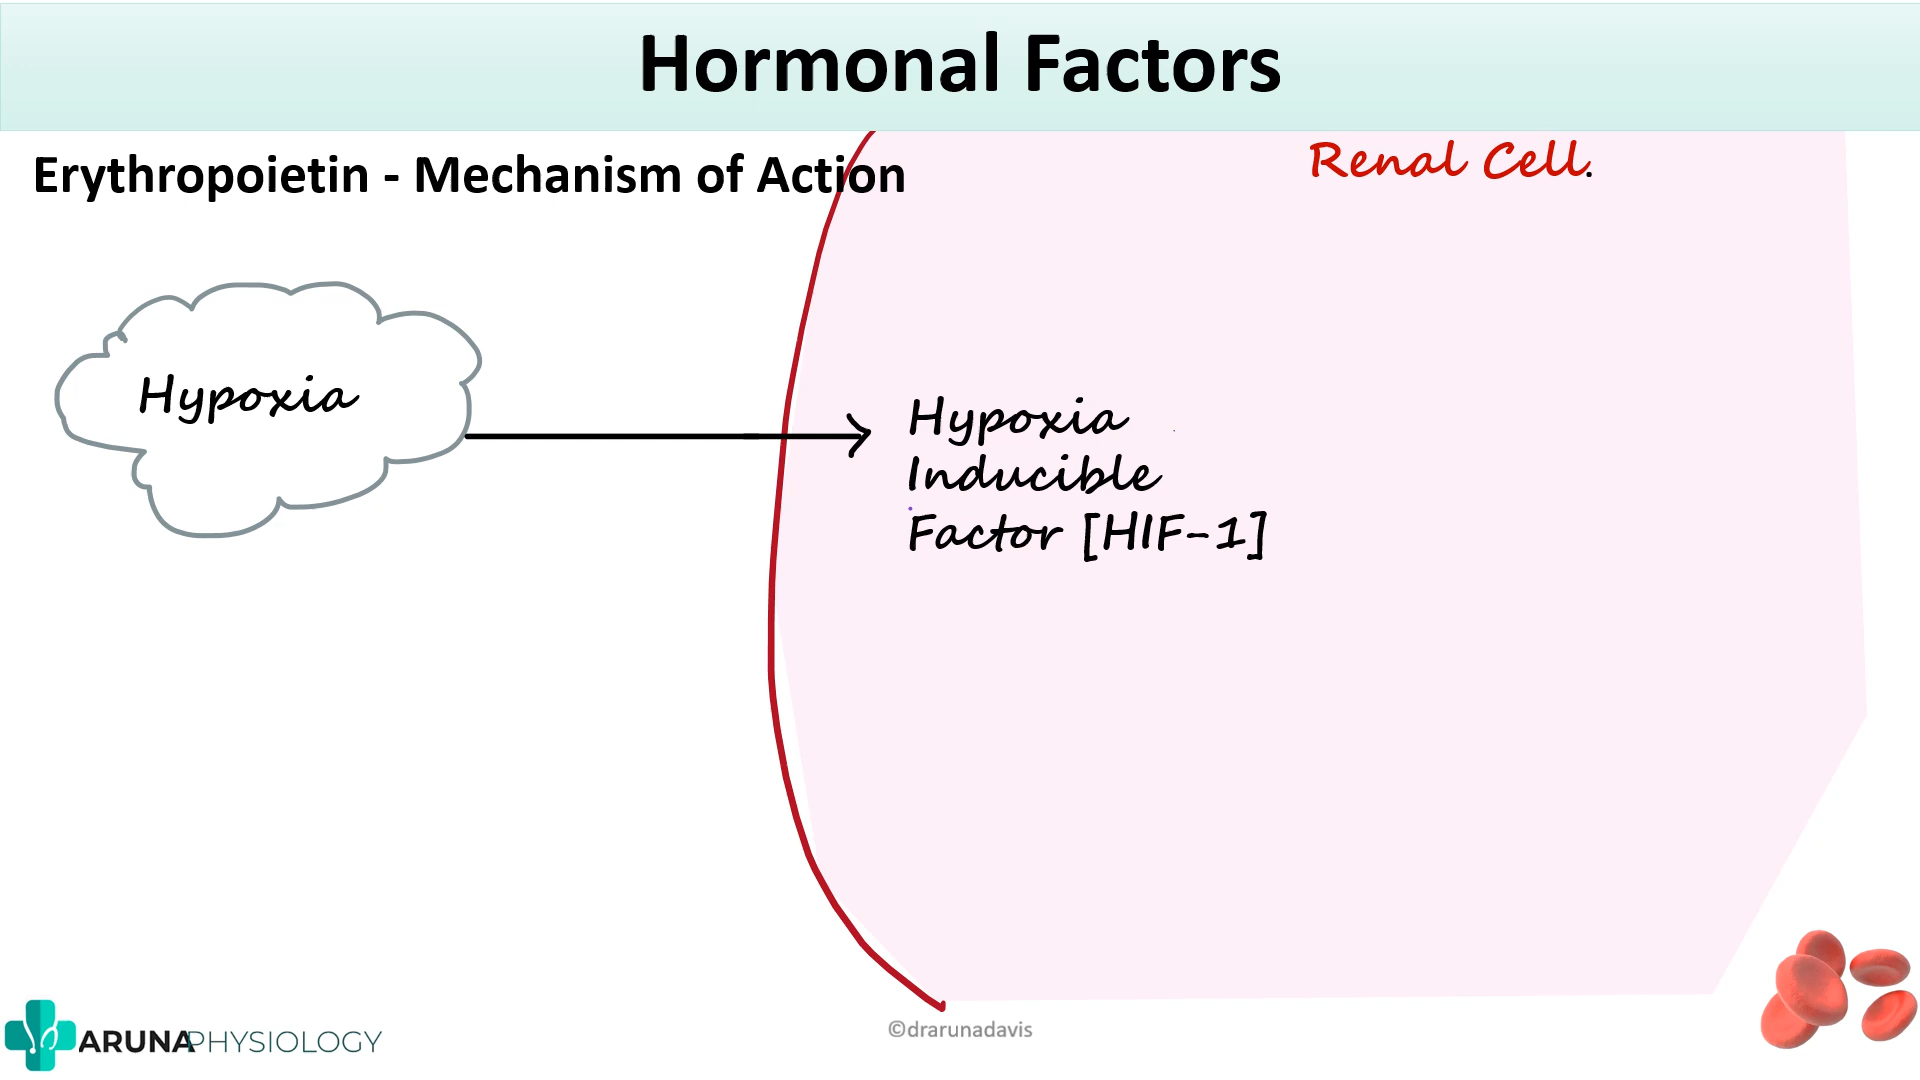 Hormonal Factors
Erythropoietin - Mechanism of Action
Renal Cell.
Hypoxia
Hypoxia
Inducible
Factor [HIF-1]
ARUNAPHYSIOLOGY
©drarunadavis